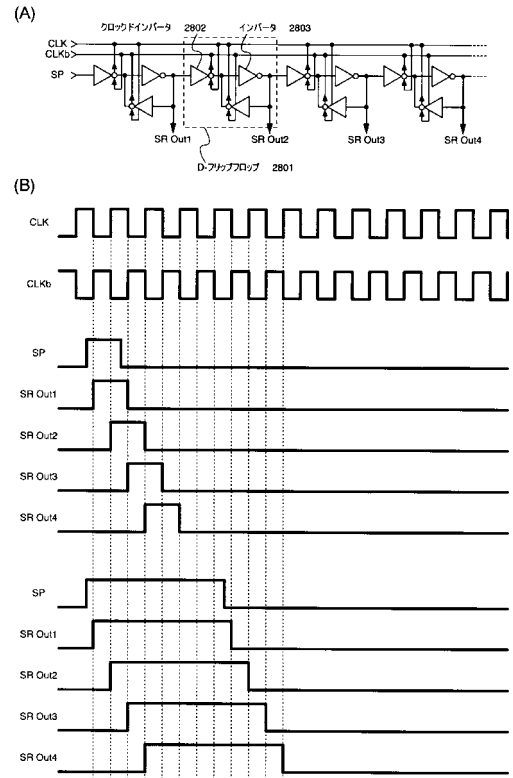 (A)
クロックドインバータ 2802 インバータ 2803
CLK
CLKb
SP
SR Out1 SR Out2 SR Out3 SR Out4
D-フリップフロップ 2801
(B)
CLK
CLKb
SP
SR Out1
SR Out2
SR Out3
SR Out4
SP
SR Out1
SR Out2
SR Out3
SR Out4